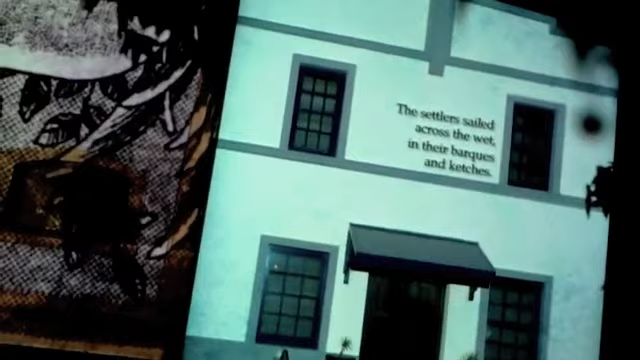 The settlers sailed
across the wet,
in their barques
and ketches.